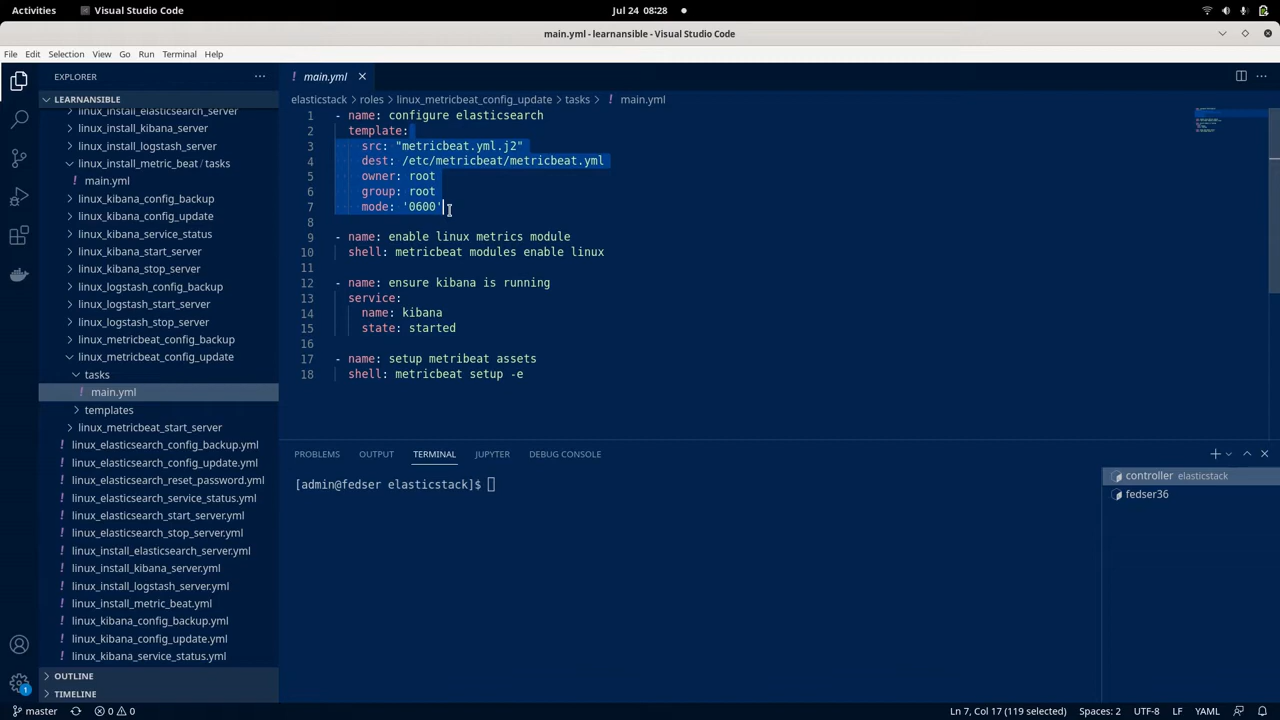 Activities
Visual Studio Code
Jul 24 08:28
main.yml - learnansible - Visual Studio Code
File Edit Selection View Go Run Terminal Help
EXPLORER
LEARNANSIBLE
linux_install_elasticsearch_server
linux_install_kibana_server
linux_install_logstash_server
linux_install_metric_beat / tasks
! main.yml
linux_kibana_config_backup
linux_kibana_config_update
linux_kibana_service_status
linux_kibana_start_server
linux_kibana_stop_server
linux_logstash_config_backup
linux_logstash_start_server
linux_logstash_stop_server
linux_metricbeat_config_backup
linux_metricbeat_config_update
tasks
! main.yml
templates
linux_metricbeat_start_server
! linux_elasticsearch_config_backup.yml
! linux_elasticsearch_config_update.yml
! linux_elasticsearch_reset_password.yml
! linux_elasticsearch_service_status.yml
! linux_elasticsearch_start_server.yml
! linux_elasticsearch_stop_server.yml
! linux_install_elasticsearch_server.yml
! linux_install_kibana_server.yml
! linux_install_logstash_server.yml
! linux_install_metric_beat.yml
! linux_kibana_config_backup.yml
! linux_kibana_config_update.yml
! linux_kibana_service_status.yml
OUTLINE
TIMELINE
! main.yml
elasticstack > roles > linux_metricbeat_config_update > tasks > ! main.yml
1 - name: configure elasticsearch
2 template:
3 src: "metricbeat.yml.j2"
4 dest: /etc/metricbeat/metricbeat.yml
5 owner: root
6 group: root
7 mode: '0600'
8
9 - name: enable linux metrics module
10 shell: metricbeat modules enable linux
11
12 - name: ensure kibana is running
13 service:
14 name: kibana
15 state: started
16
17 - name: setup metribeat assets
18 shell: metricbeat setup -e
PROBLEMS OUTPUT TERMINAL JUPYTER DEBUG CONSOLE
[admin@fedser elasticstack]$
controller elasticstack
fedser36
1
master
0 0
Ln 7, Col 17 (119 selected) Spaces: 2 UTF-8 LF YAML